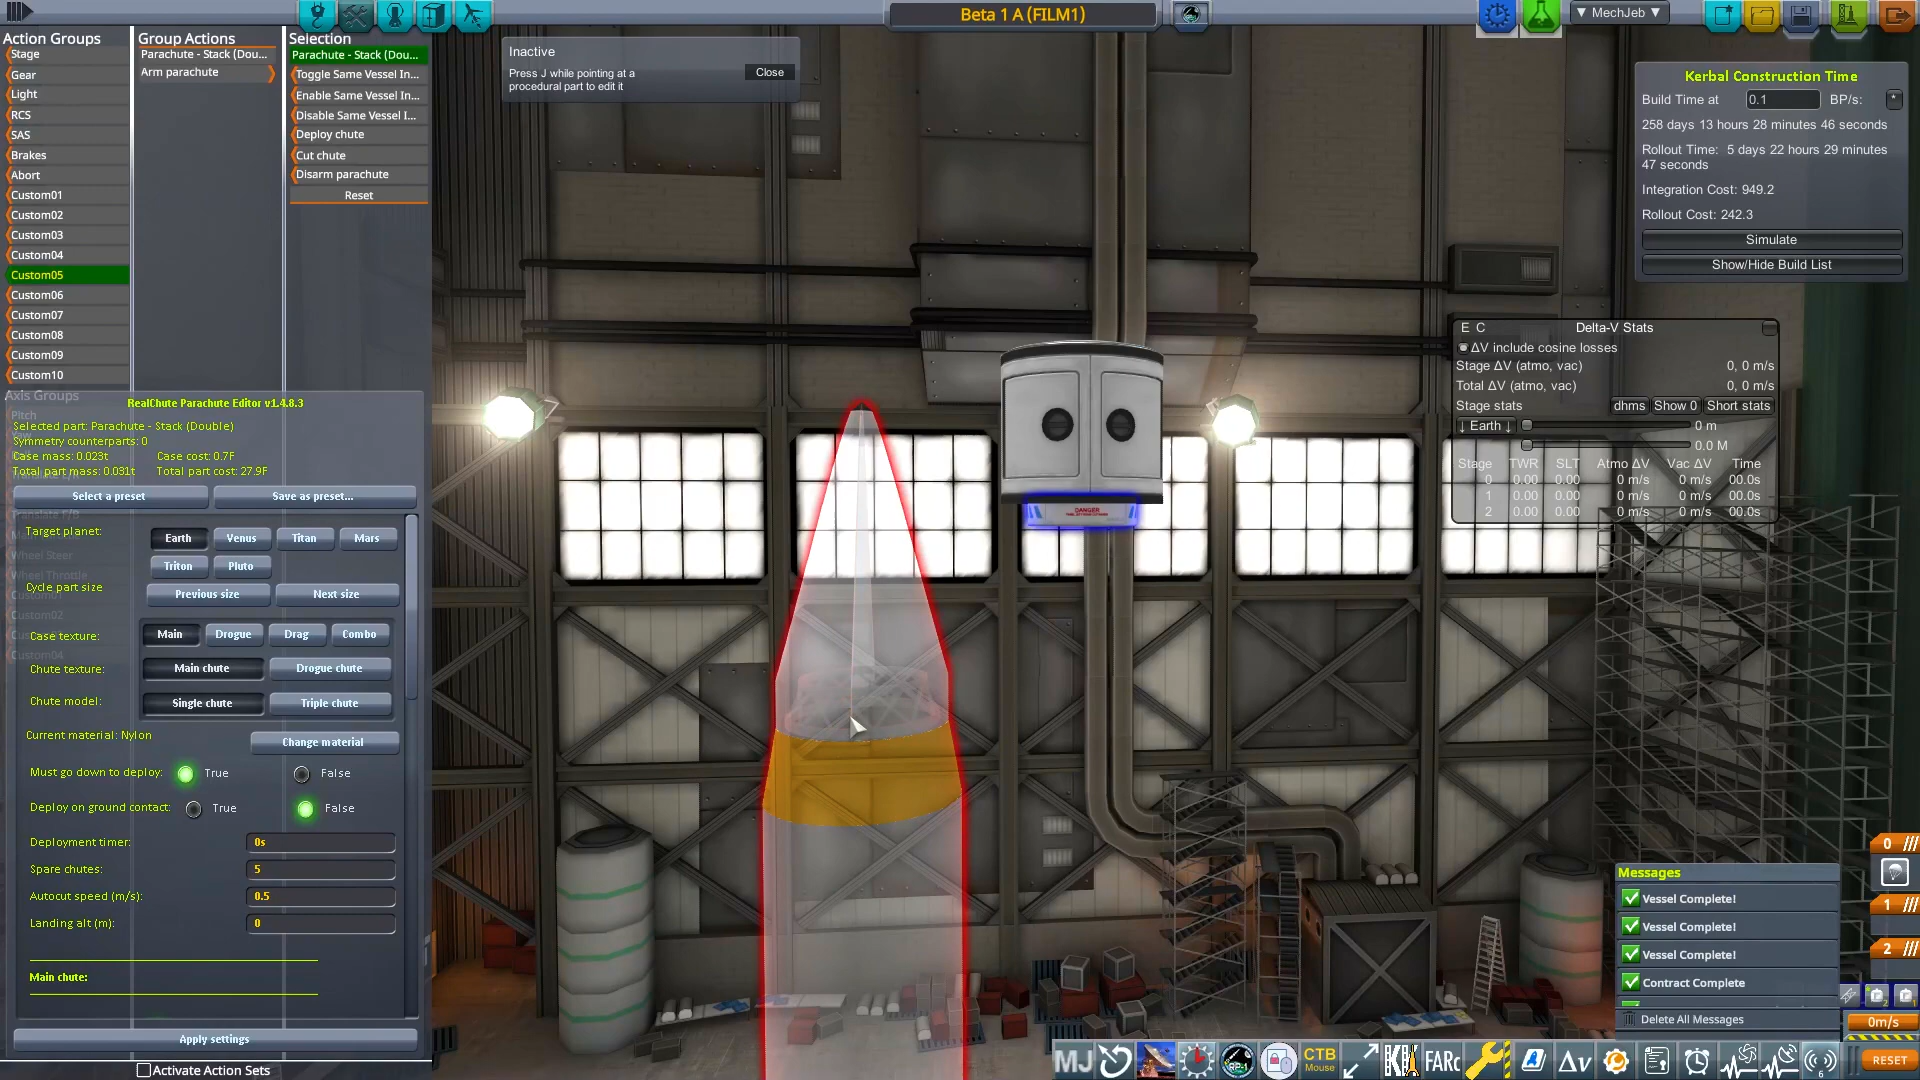 Beta 1 A (FILM1)
▼ MechJeb ▼
Action Groups
Group Actions
Selection
Stage
Gear
Light
RCS
SAS
Brakes
Abort
Custom01
Custom02
Custom03
Custom04
Custom05
Custom06
Custom07
Custom08
Custom09
Custom10
Axis Groups
Pitch
Parachute - Stack (Dou...
Arm parachute
Parachute - Stack (Dou...
Toggle Same Vessel In...
Enable Same Vessel In...
Disable Same Vessel I...
Deploy chute
Cut chute
Disarm parachute
Reset
Inactive
Press J while pointing at a
procedural part to edit it
Close
Kerbal Construction Time
Build Time at 0.1 BP/s: *
258 days 13 hours 28 minutes 46 seconds
Rollout Time: 5 days 22 hours 29 minutes
47 seconds
Integration Cost: 949.2
Rollout Cost: 242.3
Simulate
Show/Hide Build List
E C Delta-V Stats
ΔV include cosine losses
Stage ΔV (atmo, vac) 0, 0 m/s
Total ΔV (atmo, vac) 0, 0 m/s
Stage stats dhms Show 0 Short stats
↓ Earth ↓ 0 m
0.0 M
Stage TWR SLT Atmo ΔV Vac ΔV Time
0 0.00 0.00 0 m/s 0 m/s 00.0s
1 0.00 0.00 0 m/s 0 m/s 00.0s
2 0.00 0.00 0 m/s 0 m/s 00.0s
DANGER
RealChute Parachute Editor v1.4.8.3
Selected part: Parachute - Stack (Double)
Symmetry counterparts: 0
Case mass: 0.023t Case cost: 0.7F
Total part mass: 0.031t Total part cost: 27.9F
Select a preset Save as preset...
Target planet: Earth Venus Titan Mars
Triton Pluto
Cycle part size Previous size Next size
Case texture: Main Drogue Drag Combo
Chute texture: Main chute Drogue chute
Chute model: Single chute Triple chute
Current material: Nylon Change material
Must go down to deploy: True False
Deploy on ground contact: True False
Deployment timer: 0s
Spare chutes: 5
Autocut speed (m/s): 0.5
Landing alt (m): 0
Main chute:
Apply settings
Translate F/B
Wheel Steer
Wheel Throttle
Custom02
Custom04
Activate Action Sets
Messages
Vessel Complete!
Vessel Complete!
Vessel Complete!
Contract Complete
Delete All Messages
0
1
2
0m/s
RESET
MJ
RP-1
CTB
Mouse
FARc
Δv
6